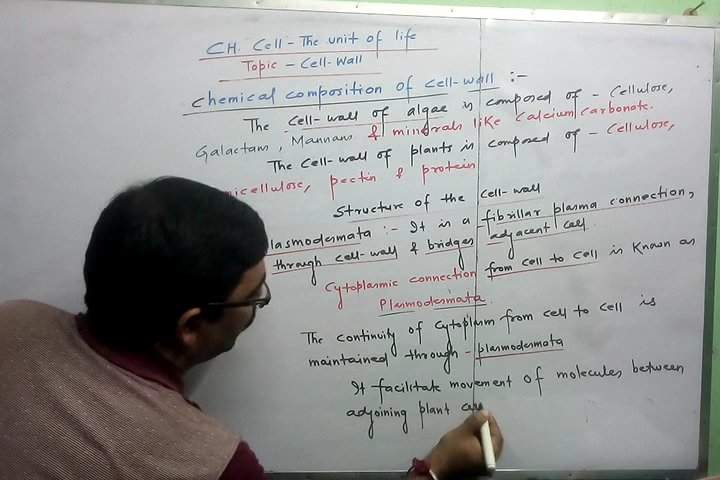 CH. Cell - The unit of life
Topic - Cell-Wall
Chemical composition of cell-wall :-
The cell-wall of algae is composed of - Cellulose,
Galactans, Mannans & minerals like Calcium Carbonate.
The cell-wall of plants is composed of - Cellulose,
micellulose, pectin & protein
Structure of the cell-wall
lasmodesmata :- It is a fibrillar plasma connection,
through cell-wall & bridges adjacent cell.
Cytoplasmic connection from cell to cell is known as
Plasmodesmata.
The continuity of cytoplasm from cell to cell is
maintained through - plasmodesmata
It facilitate movement of molecules between
adjoining plant